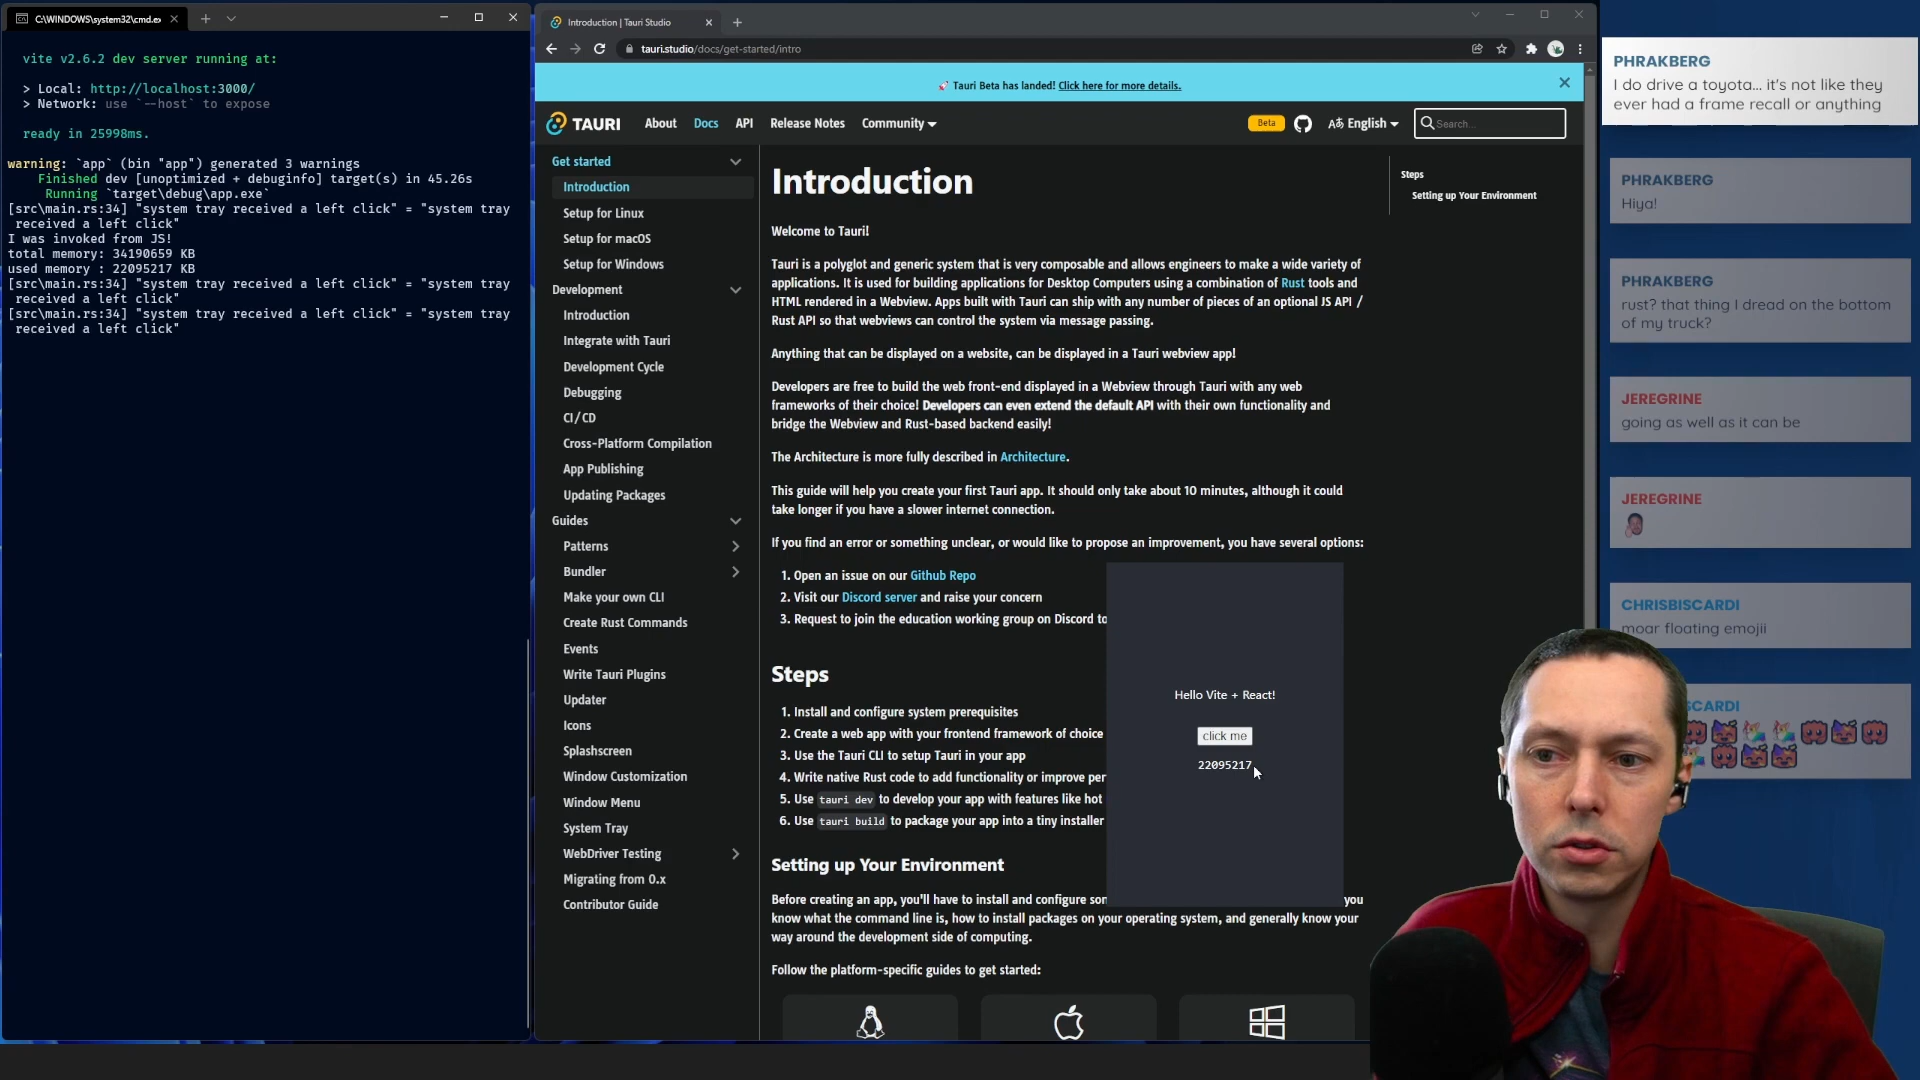 C:\WINDOWS\system32\cmd.ex
vite v2.6.2 dev server running at:
> Local: http://localhost:3000/
> Network: use `--host` to expose
ready in 25998ms.
warning: `app` (bin "app") generated 3 warnings
Finished dev [unoptimized + debuginfo] target(s) in 45.26s
Running `target\debug\app.exe`
[src\main.rs:34] "system tray received a left click" = "system tray
received a left click"
I was invoked from JS!
total memory: 34190659 KB
used memory : 22095217 KB
[src\main.rs:34] "system tray received a left click" = "system tray
received a left click"
[src\main.rs:34] "system tray received a left click" = "system tray
received a left click"
Introduction | Tauri Studio
tauri.studio/docs/get-started/intro
🚀 Tauri Beta has landed! Click here for more details.
TAURI
About
Docs
API
Release Notes
Community
Beta
English
Search...
Get started
Introduction
Setup for Linux
Setup for macOS
Setup for Windows
Development
Introduction
Integrate with Tauri
Development Cycle
Debugging
CI/CD
Cross-Platform Compilation
App Publishing
Updating Packages
Guides
Patterns
Bundler
Make your own CLI
Create Rust Commands
Events
Write Tauri Plugins
Updater
Icons
Splashscreen
Window Customization
Window Menu
System Tray
WebDriver Testing
Migrating from 0.x
Contributor Guide
Introduction
Welcome to Tauri!
Tauri is a polyglot and generic system that is very composable and allows engineers to make a wide variety of
applications. It is used for building applications for Desktop Computers using a combination of Rust tools and
HTML rendered in a Webview. Apps built with Tauri can ship with any number of pieces of an optional JS API /
Rust API so that webviews can control the system via message passing.
Anything that can be displayed on a website, can be displayed in a Tauri webview app!
Developers are free to build the web front-end displayed in a Webview through Tauri with any web
frameworks of their choice! Developers can even extend the default API with their own functionality and
bridge the Webview and Rust-based backend easily!
The Architecture is more fully described in Architecture.
This guide will help you create your first Tauri app. It should only take about 10 minutes, although it could
take longer if you have a slower internet connection.
If you find an error or something unclear, or would like to propose an improvement, you have several options:
1. Open an issue on our Github Repo
2. Visit our Discord server and raise your concern
3. Request to join the education working group on Discord to
Steps
1. Install and configure system prerequisites
2. Create a web app with your frontend framework of choice
3. Use the Tauri CLI to setup Tauri in your app
4. Write native Rust code to add functionality or improve per
5. Use tauri dev to develop your app with features like hot
6. Use tauri build to package your app into a tiny installer
Setting up Your Environment
Before creating an app, you'll have to install and configure som you
know what the command line is, how to install packages on your operating system, and generally know your
way around the development side of computing.
Follow the platform-specific guides to get started:
Steps
Setting up Your Environment
Hello Vite + React!
click me
22095217
PHRAKBERG
I do drive a toyota... it's not like they
ever had a frame recall or anything
PHRAKBERG
Hiya!
PHRAKBERG
rust? that thing I dread on the bottom
of my truck?
JEREGRINE
going as well as it can be
JEREGRINE
CHRISBISCARDI
moar floating emojii
SCARDI